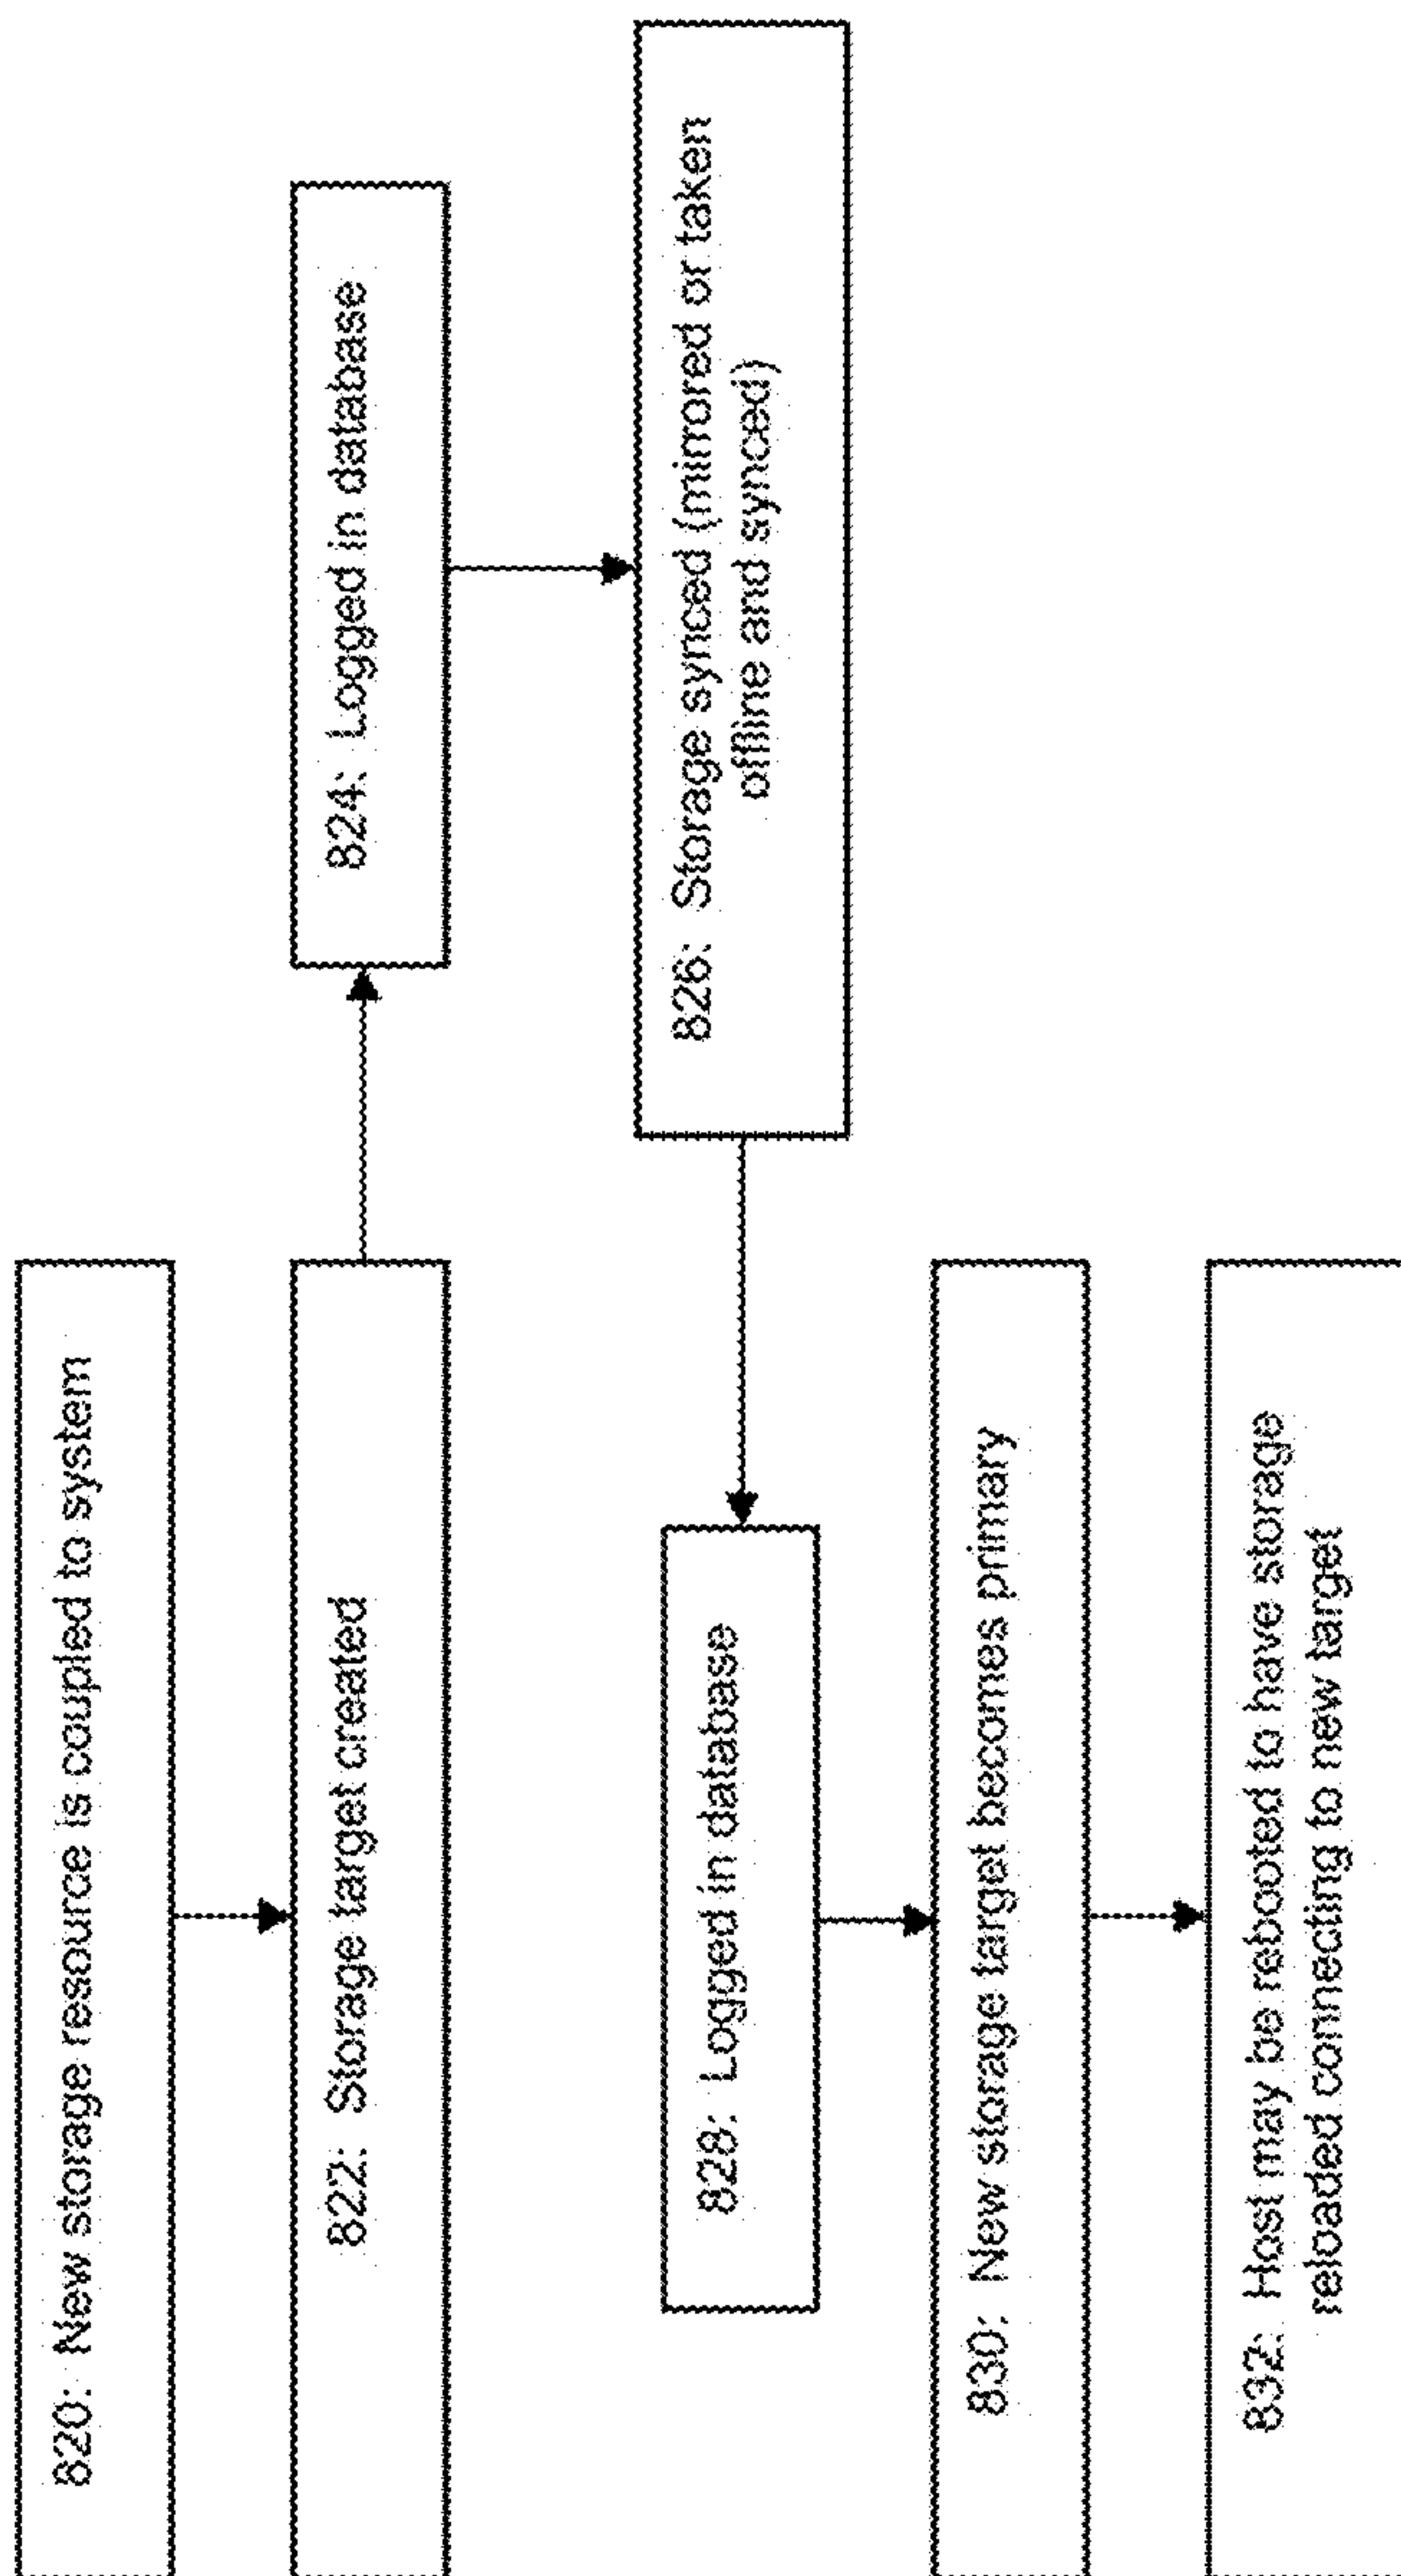 820: New storage resource is coupled to system
822: Storage target created
824: Logged in database
826: Storage synced (mirrored or taken
offline and synced)
828: Logged in database
830: New storage target becomes primary
832: Host may be rebooted to have storage
reloaded connecting to new target